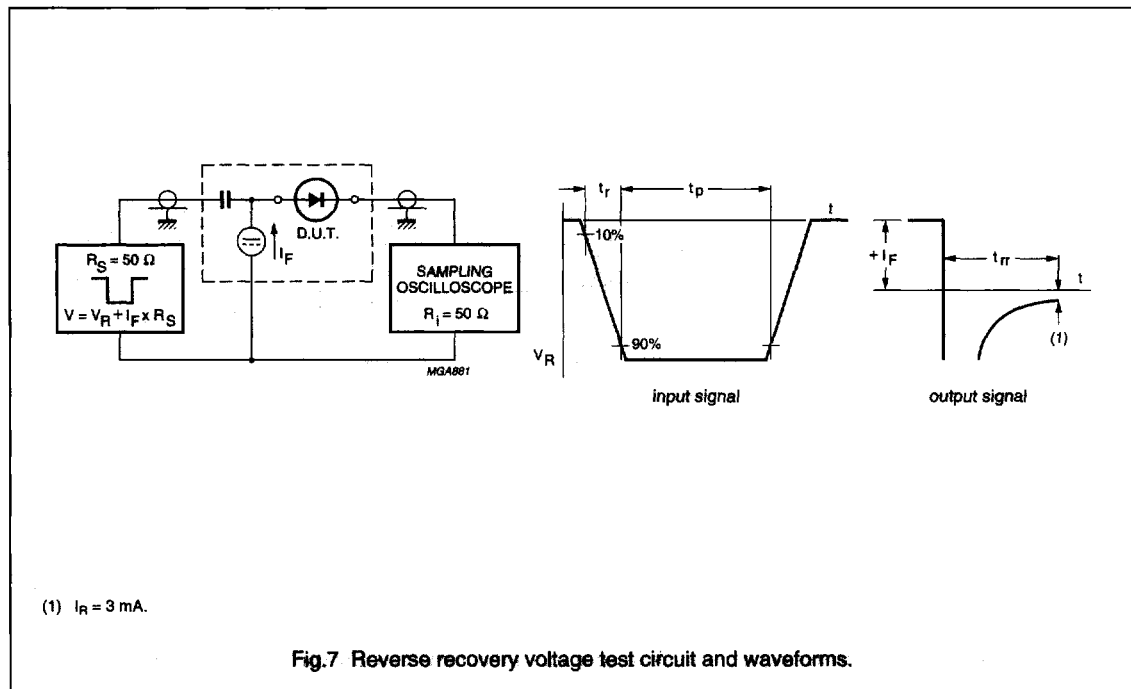 D.U.T.
I_F
R_S = 50 Ω
V = V_R + I_F x R_S
SAMPLING
OSCILLOSCOPE
R_i = 50 Ω
MGA881
t_r
t_p
t
10%
90%
V_R
input signal
+ I_F
t_rr
t
(1)
output signal
(1) I_R = 3 mA.
Fig.7 Reverse recovery voltage test circuit and waveforms.